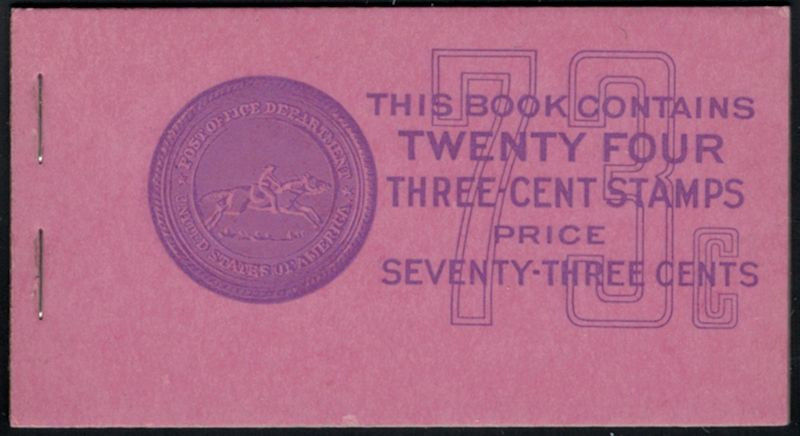 POST OFFICE DEPARTMENT
UNITED STATES OF AMERICA
73c
THIS BOOK CONTAINS
TWENTY FOUR
THREE-CENT STAMPS
PRICE
SEVENTY-THREE CENTS